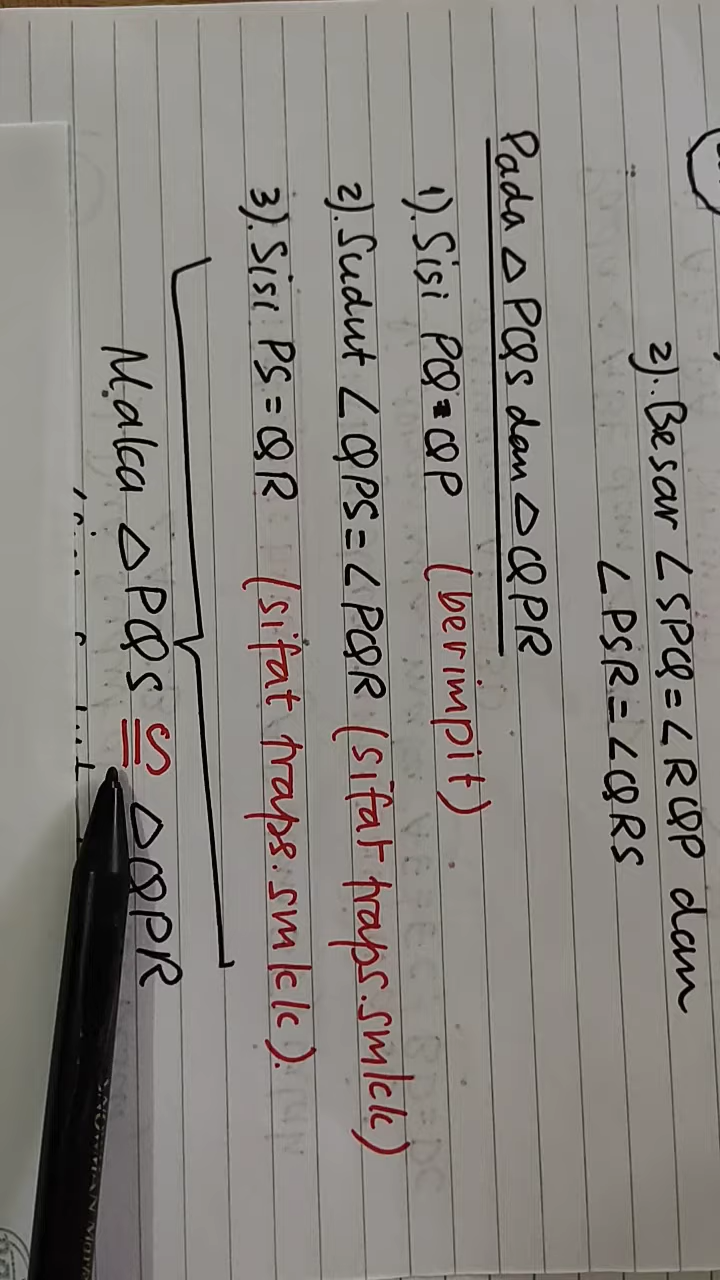 2). Besar ∠SPQ = ∠RQP dan
∠PSR = ∠QRS
Pada △ PQS dan △ QPR
1). Sisi PQ = QP (berimpit)
2). Sudut ∠QPS = ∠PQR (sifat traps.smkk)
3). Sisi PS = QR (sifat traps.smkk).
Maka △ PQS ≅ △ QPR